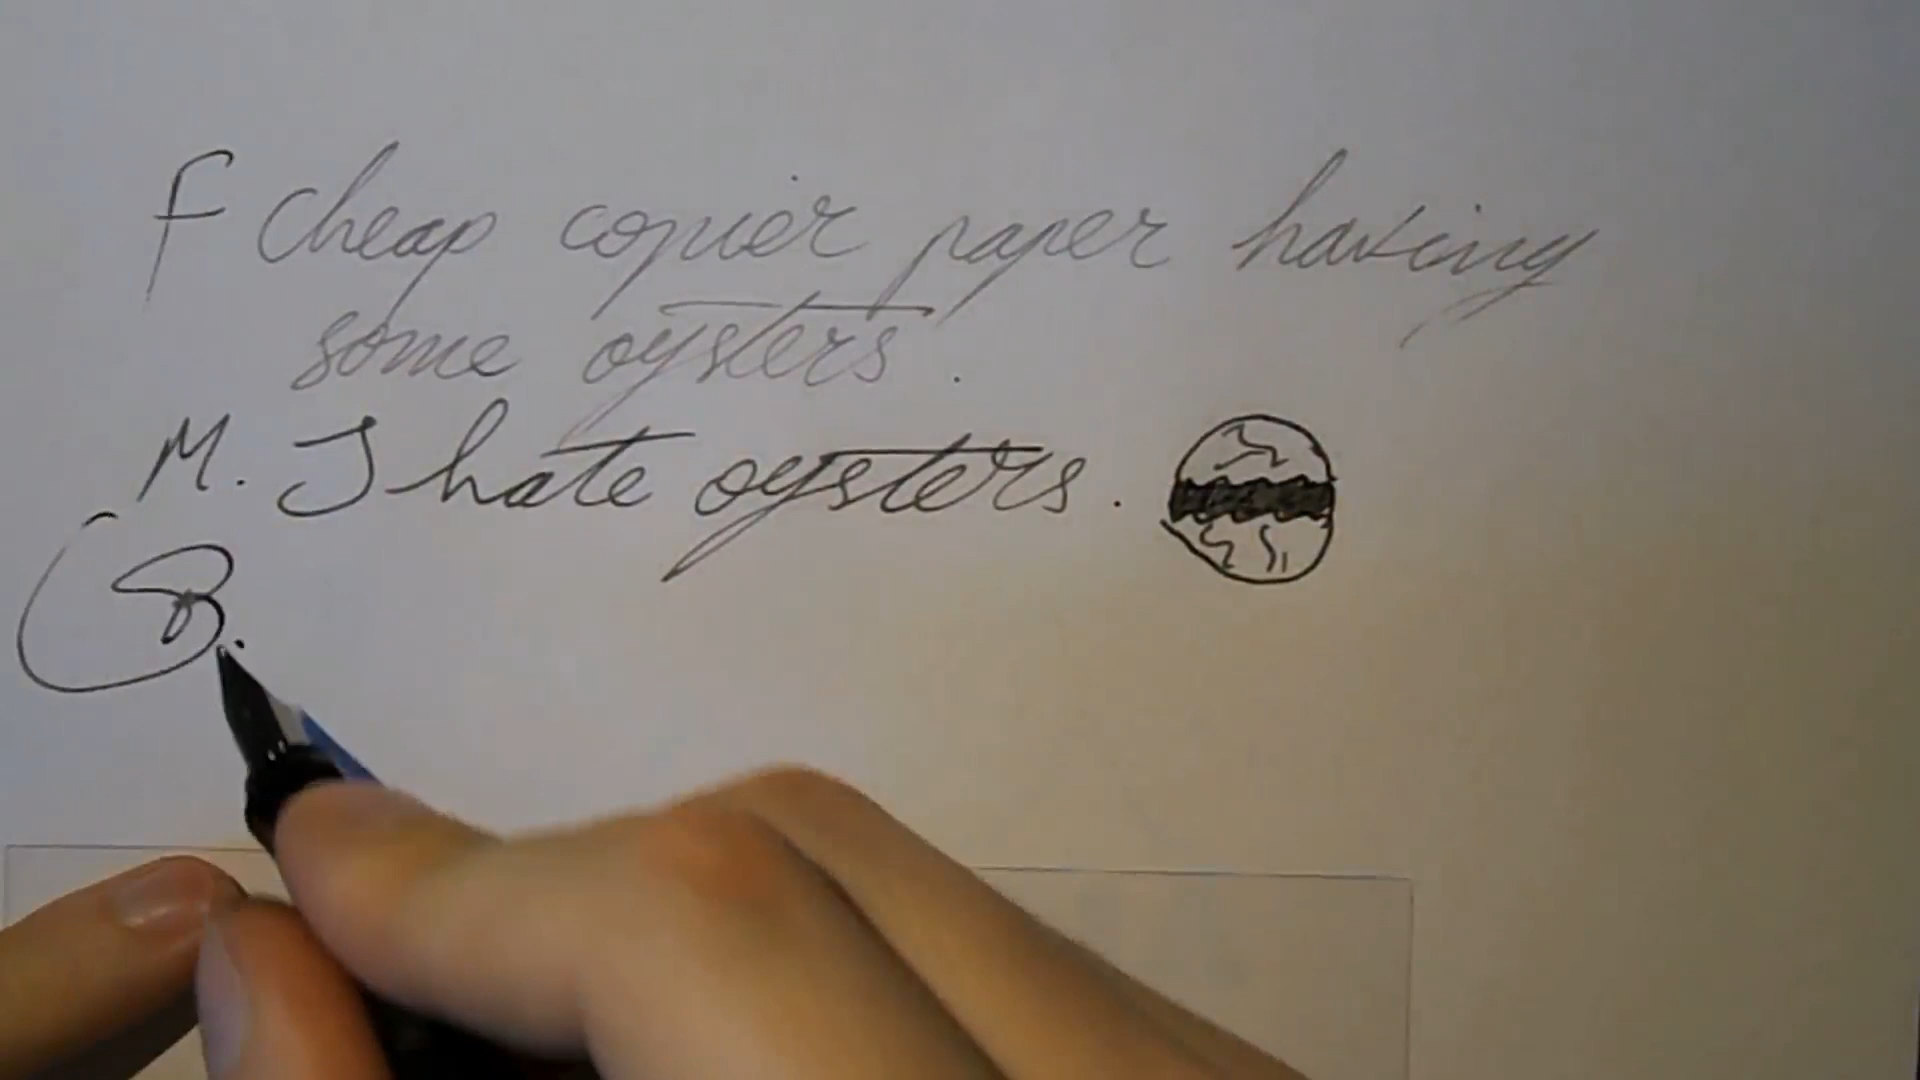 F Cheap copier paper having
some oysters.
M. I hate oysters.
B.